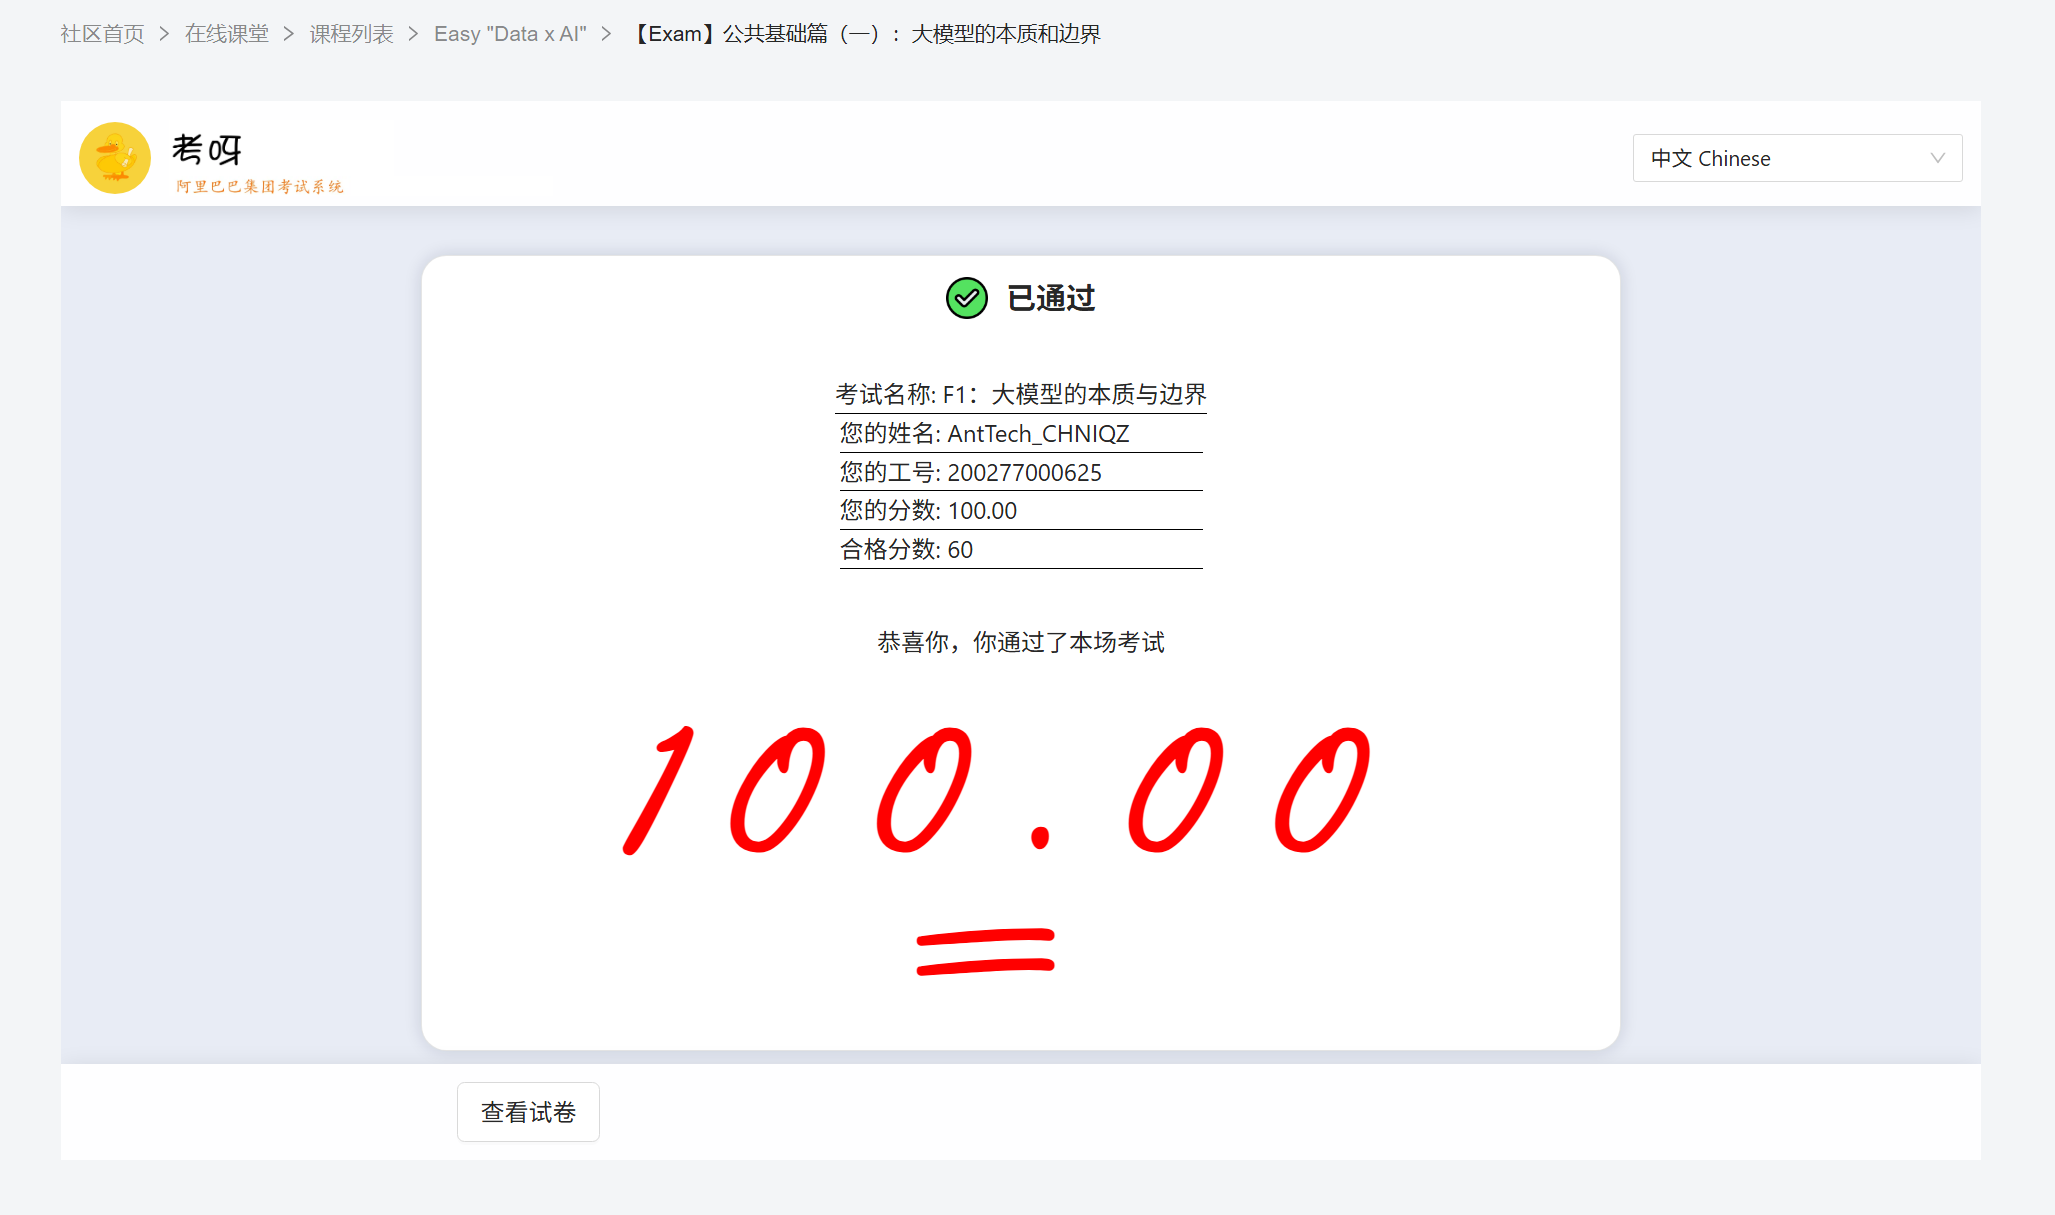 社区首页 > 在线课堂 > 课程列表 > Easy "Data x AI" > 【Exam】公共基础篇（一）：大模型的本质和边界
考呀
阿里巴巴集团考试系统
中文 Chinese
已通过
考试名称: F1：大模型的本质与边界
您的姓名: AntTech_CHNIQZ
您的工号: 200277000625
您的分数: 100.00
合格分数: 60
恭喜你，你通过了本场考试
100.00
查看试卷